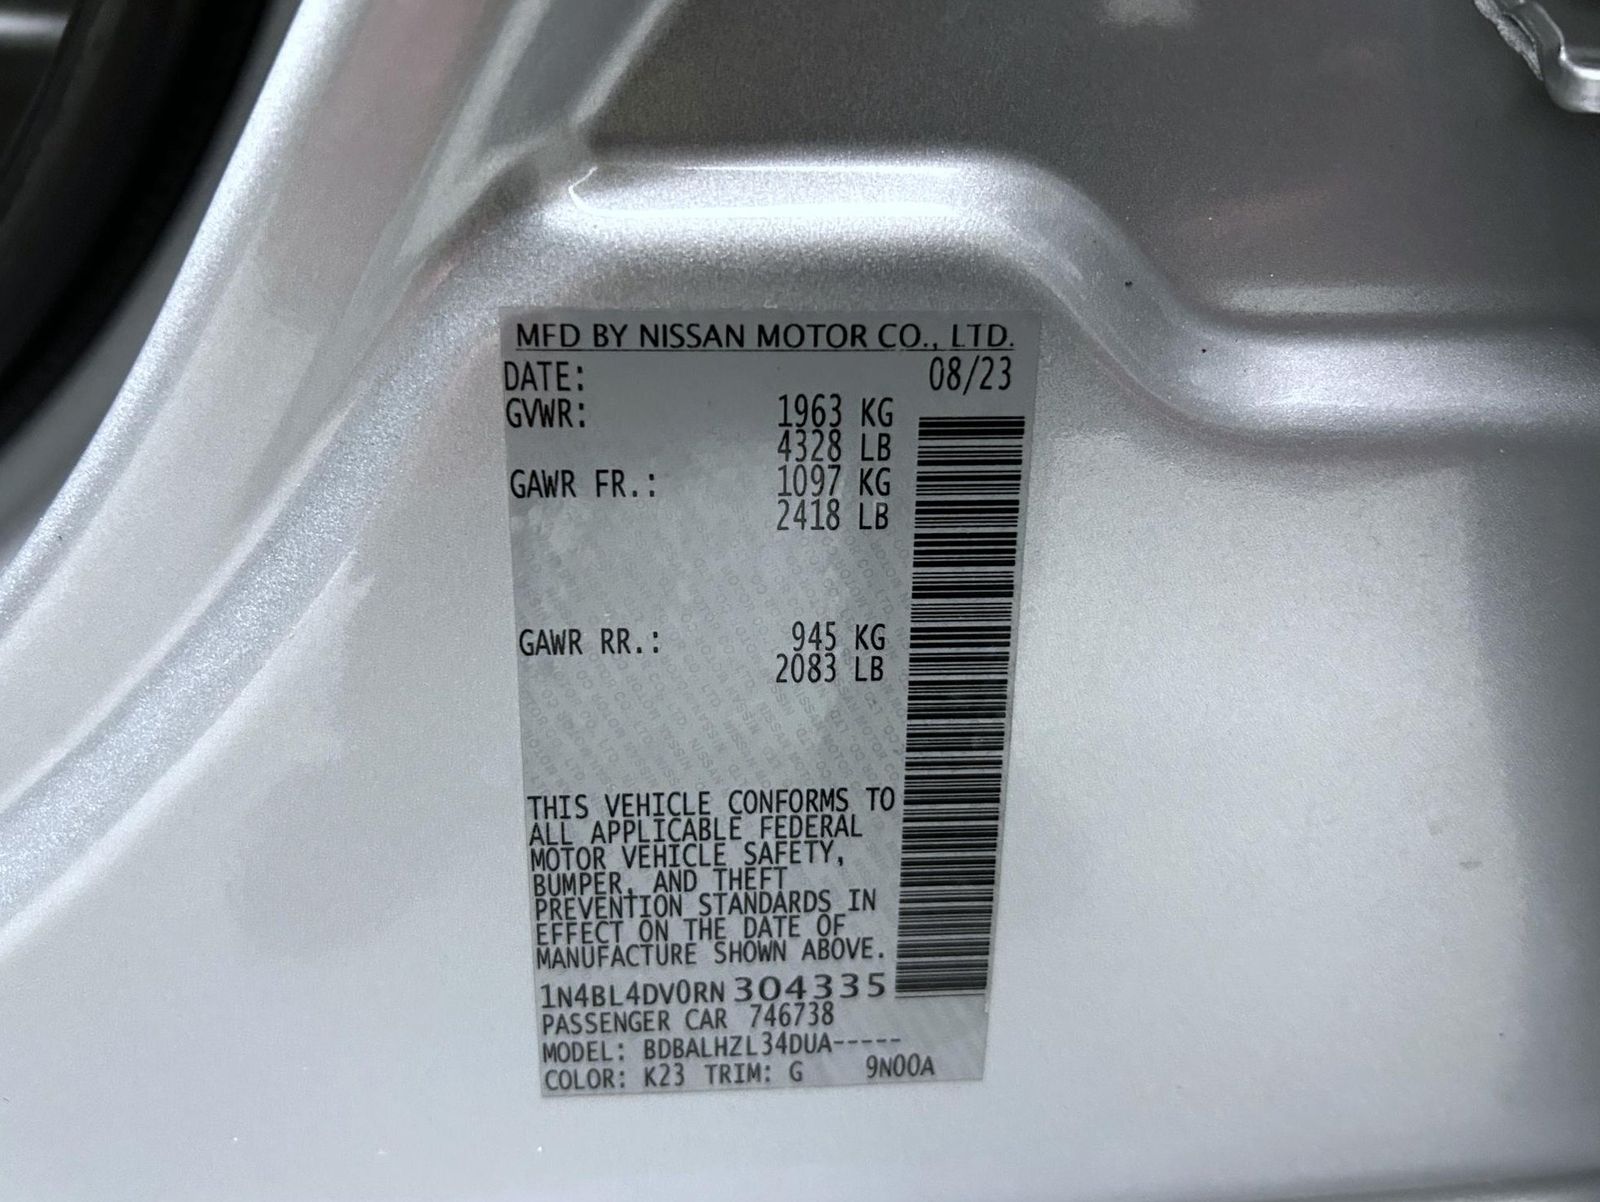 MFD BY NISSAN MOTOR CO., LTD.
DATE: 08/23
GVWR: 1963 KG
4328 LB
GAWR FR.: 1097 KG
2418 LB
GAWR RR.: 945 KG
2083 LB
THIS VEHICLE CONFORMS TO
ALL APPLICABLE FEDERAL
MOTOR VEHICLE SAFETY,
BUMPER, AND THEFT
PREVENTION STANDARDS IN
EFFECT ON THE DATE OF
MANUFACTURE SHOWN ABOVE.
1N4BL4DV0RN304335
PASSENGER CAR 746738
MODEL: BDBALHZL34DUA-----
COLOR: K23 TRIM: G 9N00A